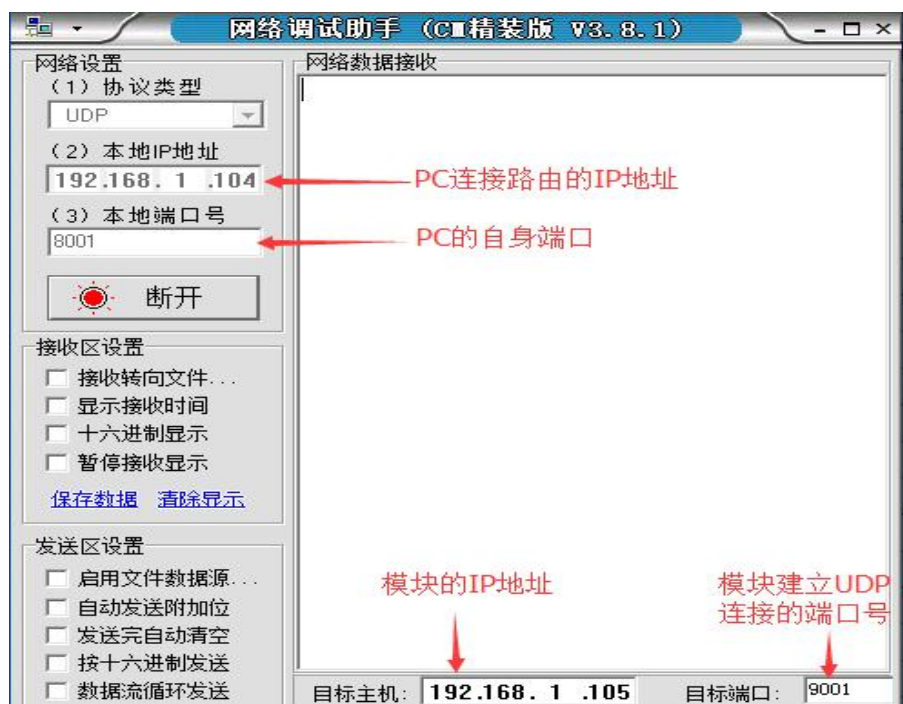 网络调试助手 (CM精装版 V3.8.1)
网络设置
(1) 协议类型
UDP
(2) 本地IP地址
192.168. 1 .104
(3) 本地端口号
8001
断开
接收区设置
接收转向文件...
显示接收时间
十六进制显示
暂停接收显示
保存数据 清除显示
发送区设置
启用文件数据源...
自动发送附加位
发送完自动清空
按十六进制发送
数据流循环发送
网络数据接收
PC连接路由的IP地址
PC的自身端口
模块的IP地址
模块建立UDP
连接的端口号
目标主机: 192.168. 1 .105 目标端口: 9001